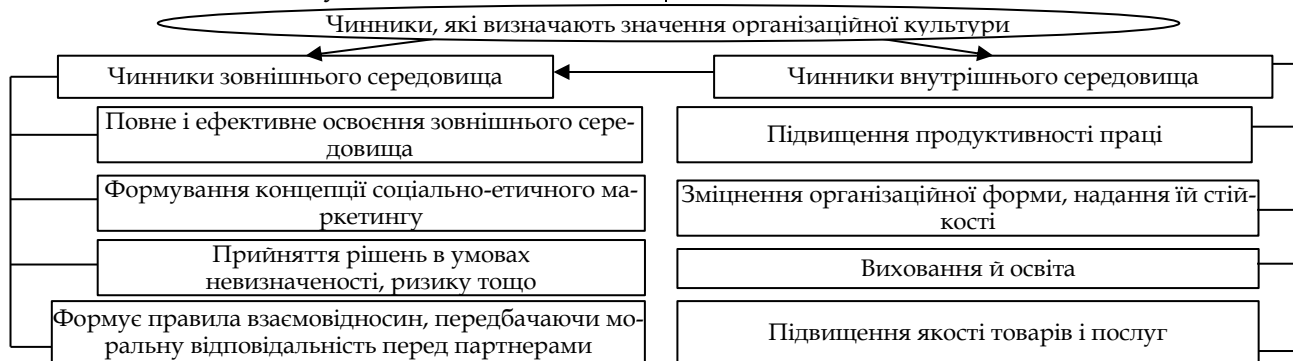 Чинники, які визначають значення організаційної культури
Чинники зовнішнього середовища
Чинники внутрішнього середовища
Повне і ефективне освоєння зовнішнього сере-
довища
Підвищення продуктивності праці
Формування концепції соціально-етичного ма-
ркетингу
Зміцнення організаційної форми, надання їй стій-
кості
Прийняття рішень в умовах
невизначеності, ризику тощо
Виховання й освіта
Формує правила взаємовідносин, передбачаючи мо-
ральну відповідальність перед партнерами
Підвищення якості товарів і послуг